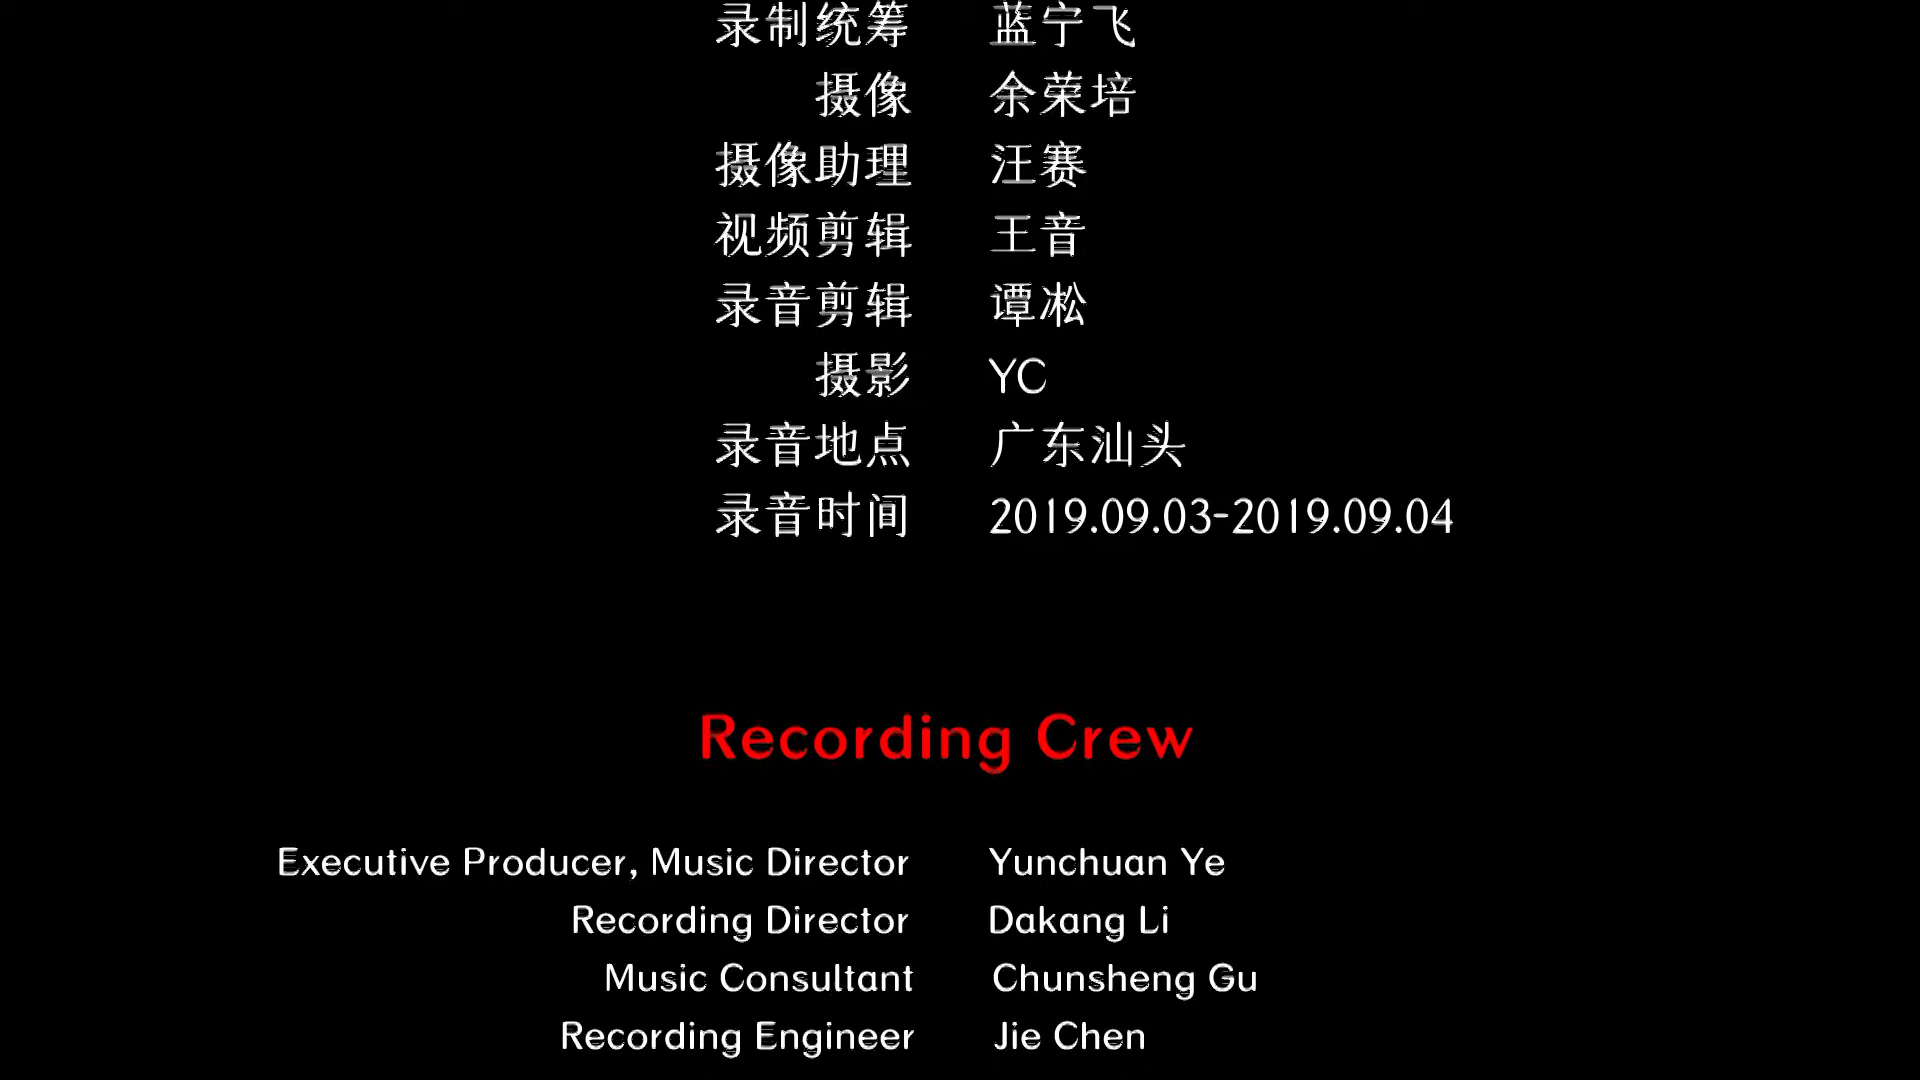 录制统筹 蓝宁飞
摄像 余荣培
摄像助理 汪赛
视频剪辑 王音
录音剪辑 谭凇
摄影 YC
录音地点 广东汕头
录音时间 2019.09.03-2019.09.04
Recording Crew
Executive Producer, Music Director Yunchuan Ye
Recording Director Dakang Li
Music Consultant Chunsheng Gu
Recording Engineer Jie Chen